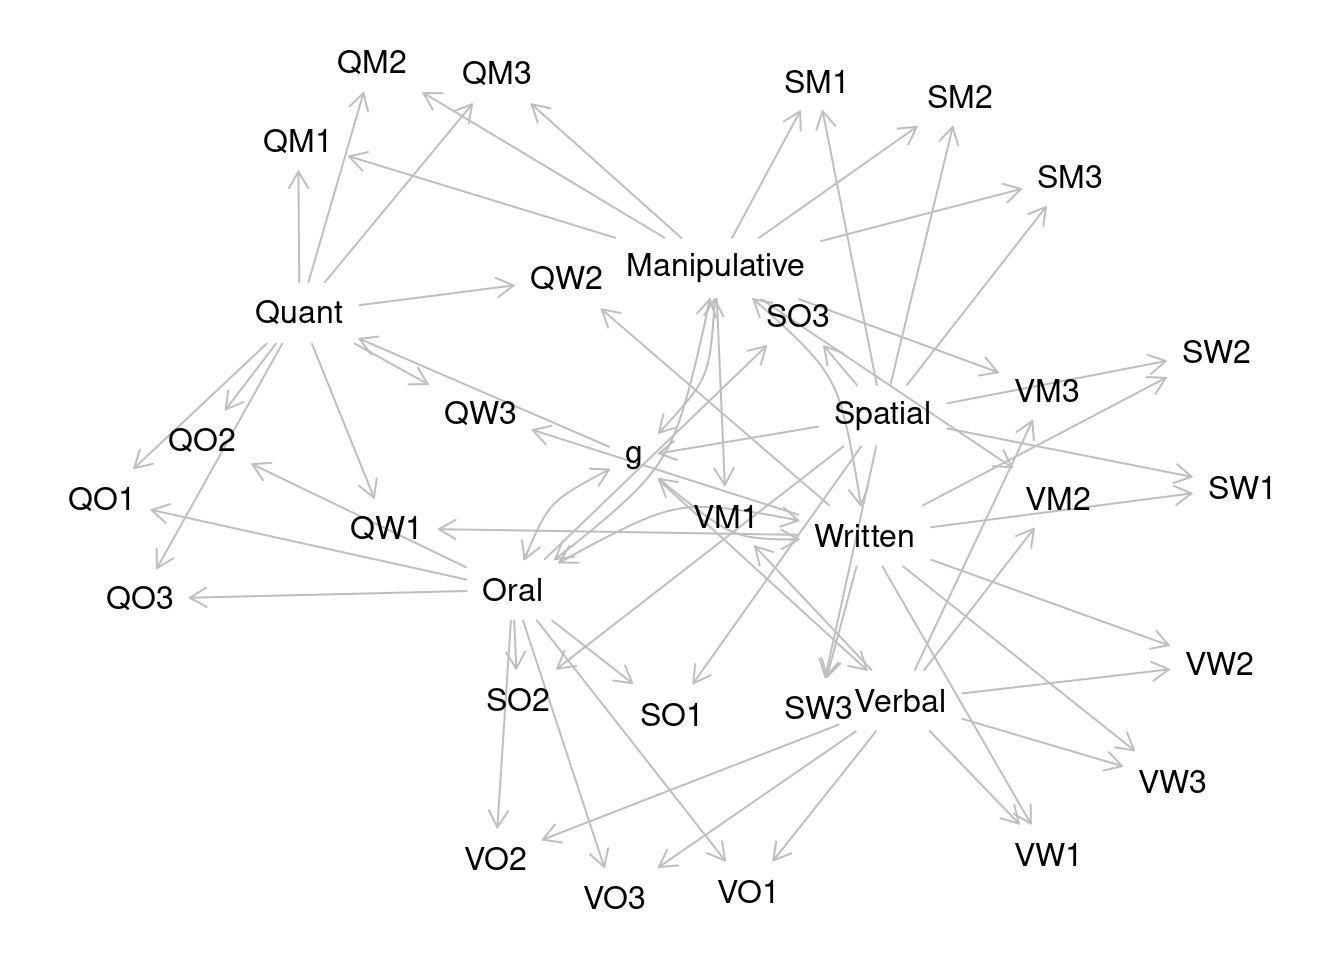 QM2
QM3
SM1
SM2
QM1
SM3
Manipulative
QW2
Quant
SO3
SW2
VM3
QW3
Spatial
QO2
g
SW1
QO1
VM2
VM1
QW1
Written
Oral
QO3
VW2
SO2
SO1
SW3
Verbal
VW3
VO2
VW1
VO3
VO1